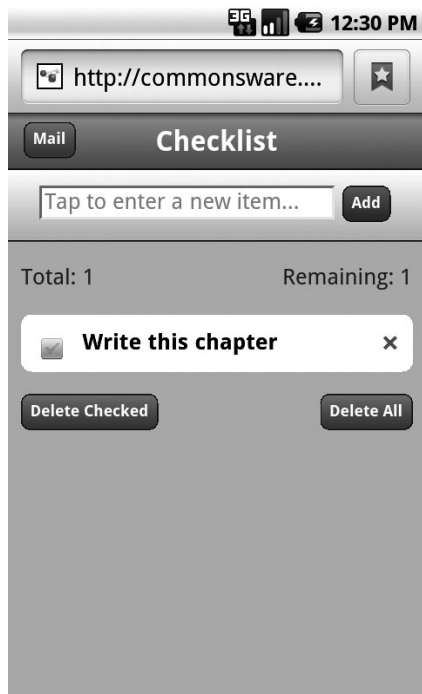 3G 12:30 PM
http://commonsware....
Mail Checklist
Tap to enter a new item... Add
Total: 1 Remaining: 1
Write this chapter ×
Delete Checked Delete All